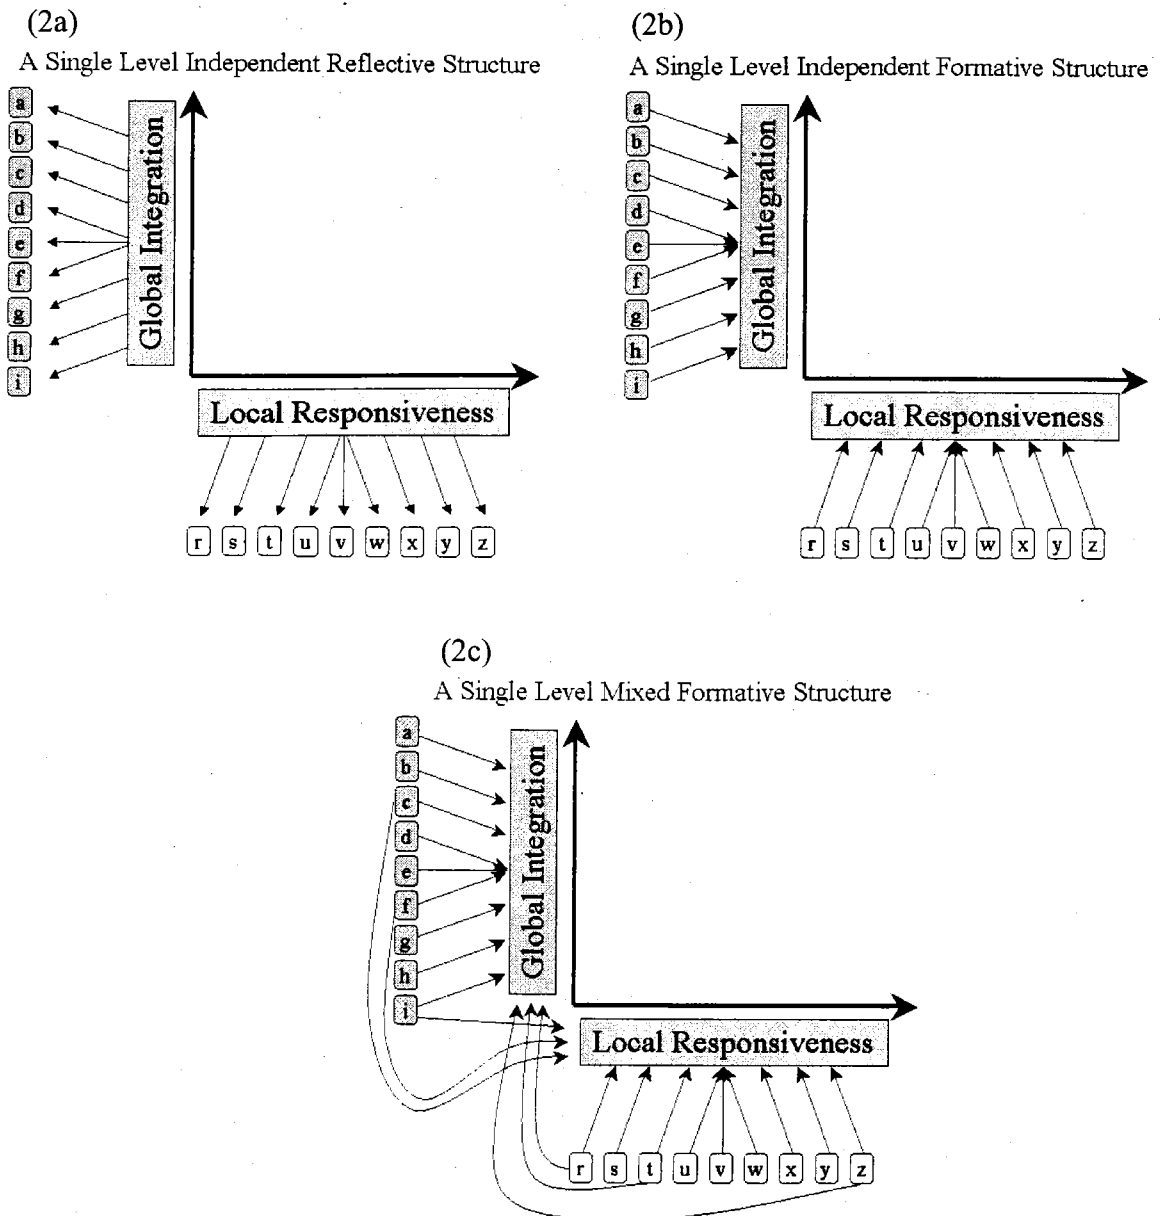 (2a)
A Single Level Independent Reflective Structure
a
b
c
d
e
f
g
h
i
Global Integration
Local Responsiveness
r s t u v w x y z
(2b)
A Single Level Independent Formative Structure
a
b
c
d
e
f
g
h
i
Global Integration
Local Responsiveness
r s t u v w x y z
(2c)
A Single Level Mixed Formative Structure
a
b
c
d
e
f
g
h
i
Global Integration
Local Responsiveness
r s t u v w x y z